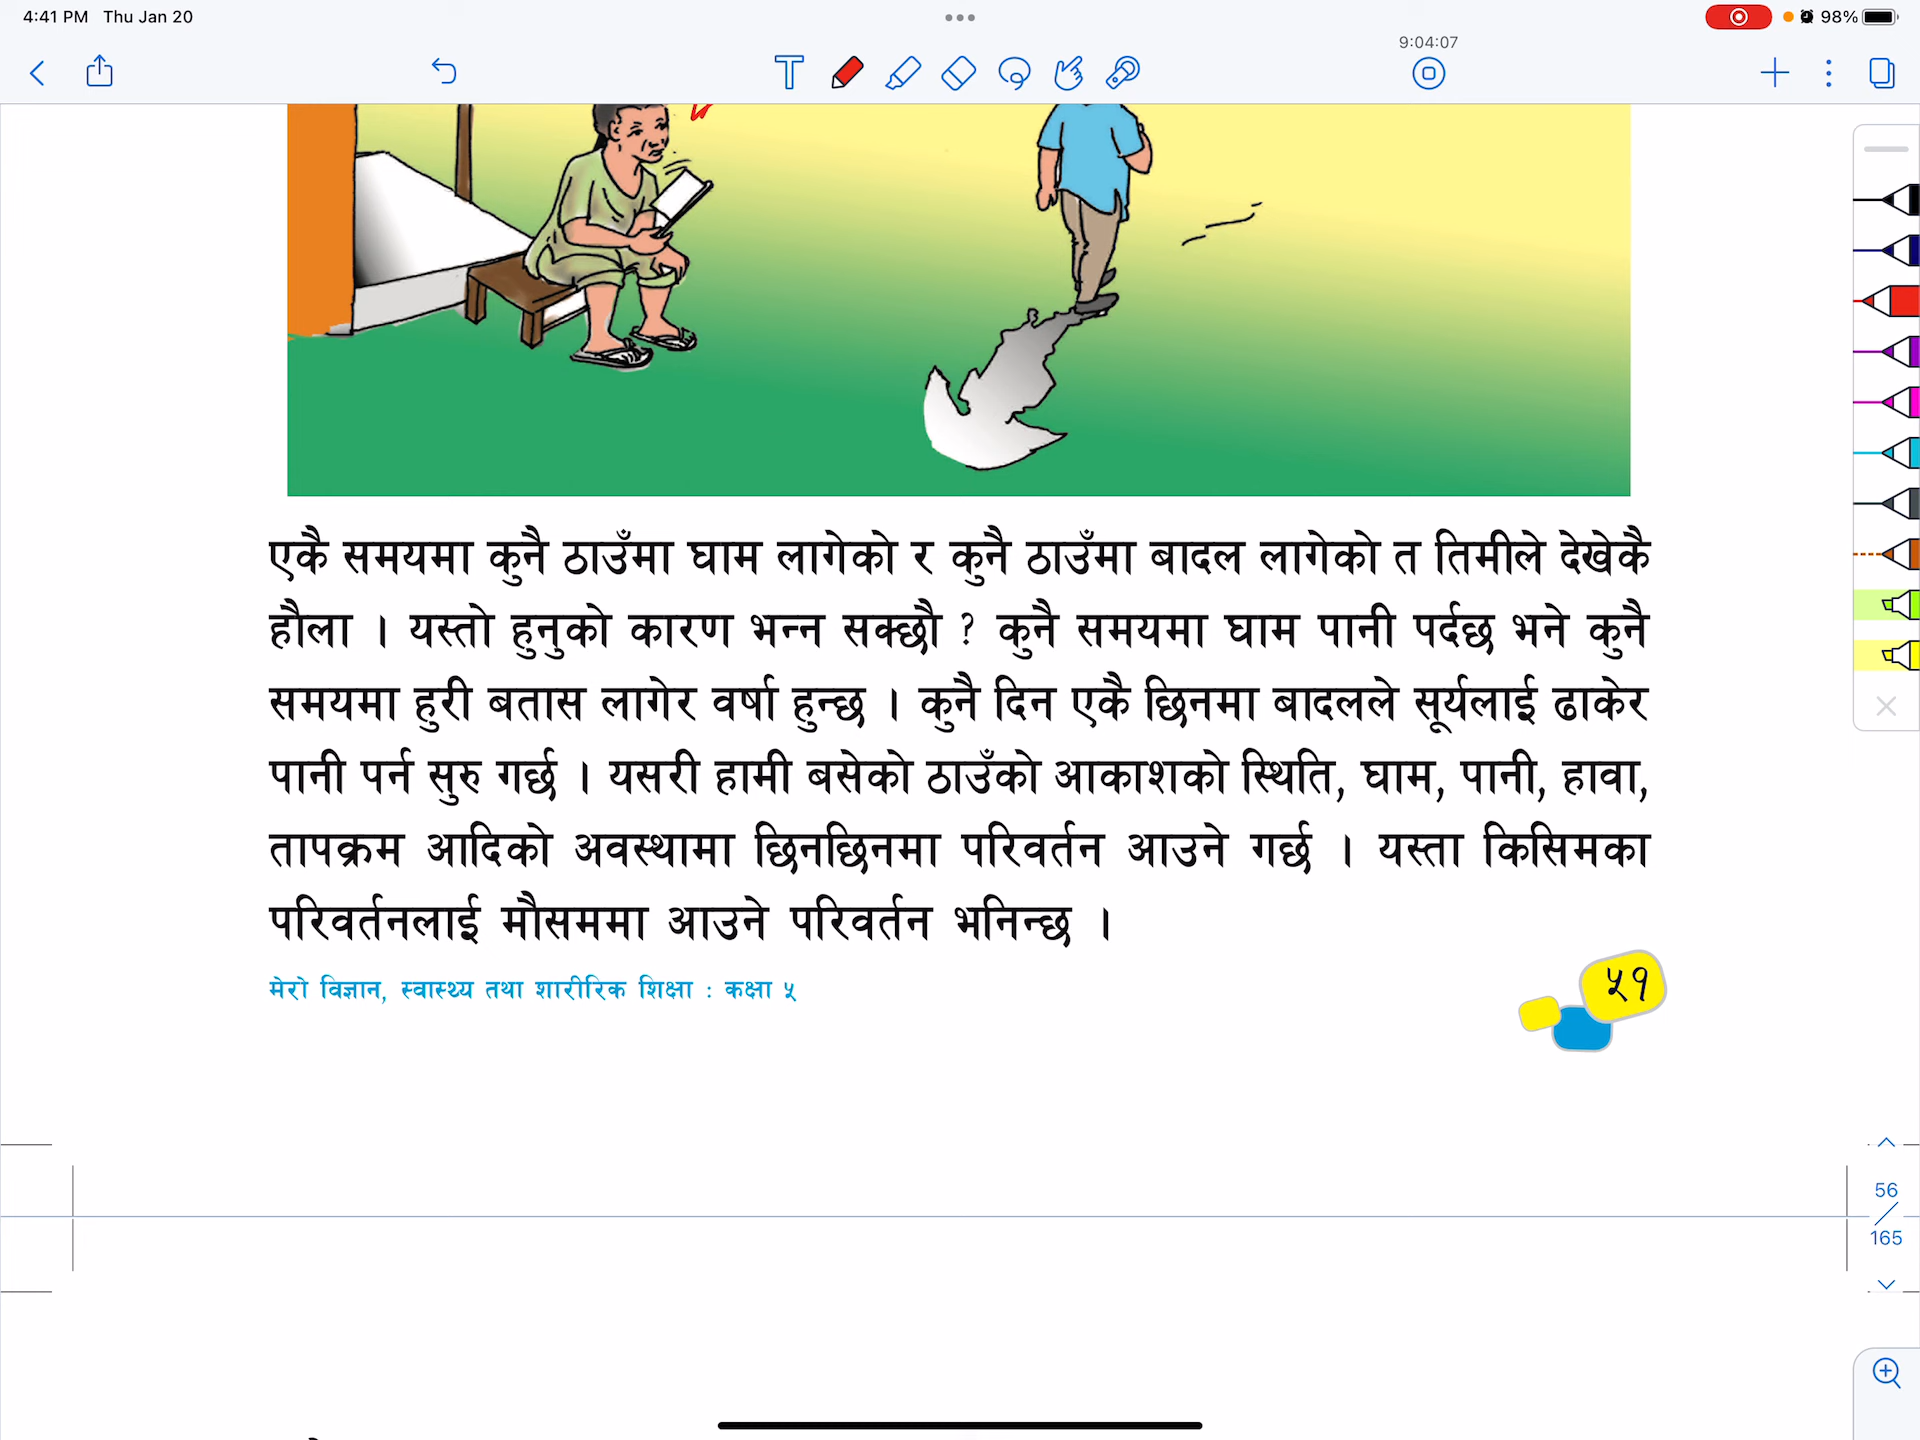 4:41 PM Thu Jan 20
98%
9:04:07
एकै समयमा कुनै ठाउँमा घाम लागेको र कुनै ठाउँमा बादल लागेको त तिमीले देखेकै
हौला । यस्तो हुनुको कारण भन्न सक्छौ ? कुनै समयमा घाम पानी पर्दछ भने कुनै
समयमा हुरी बतास लागेर वर्षा हुन्छ । कुनै दिन एकै छिनमा बादलले सूर्यलाई ढाकेर
पानी पर्न सुरु गर्छ । यसरी हामी बसेको ठाउँको आकाशको स्थिति, घाम, पानी, हावा,
तापक्रम आदिको अवस्थामा छिनछिनमा परिवर्तन आउने गर्छ । यस्ता किसिमका
परिवर्तनलाई मौसममा आउने परिवर्तन भनिन्छ ।
मेरो विज्ञान, स्वास्थ्य तथा शारीरिक शिक्षा : कक्षा ५
५१
56
165